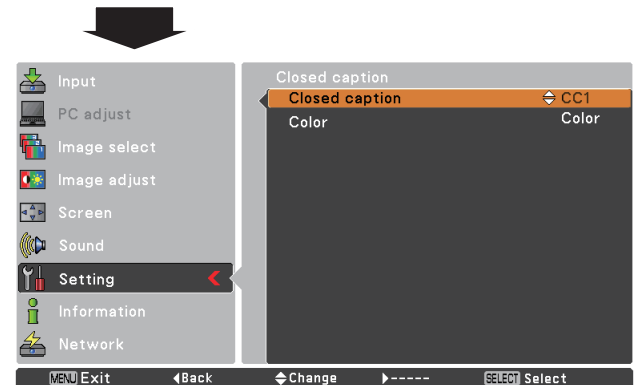 Input
PC adjust
Image select
Image adjust
Screen
Sound
Setting
Information
Network
Closed caption
Closed caption CC1
Color Color
MENU Exit Back Change ----- SELECT Select